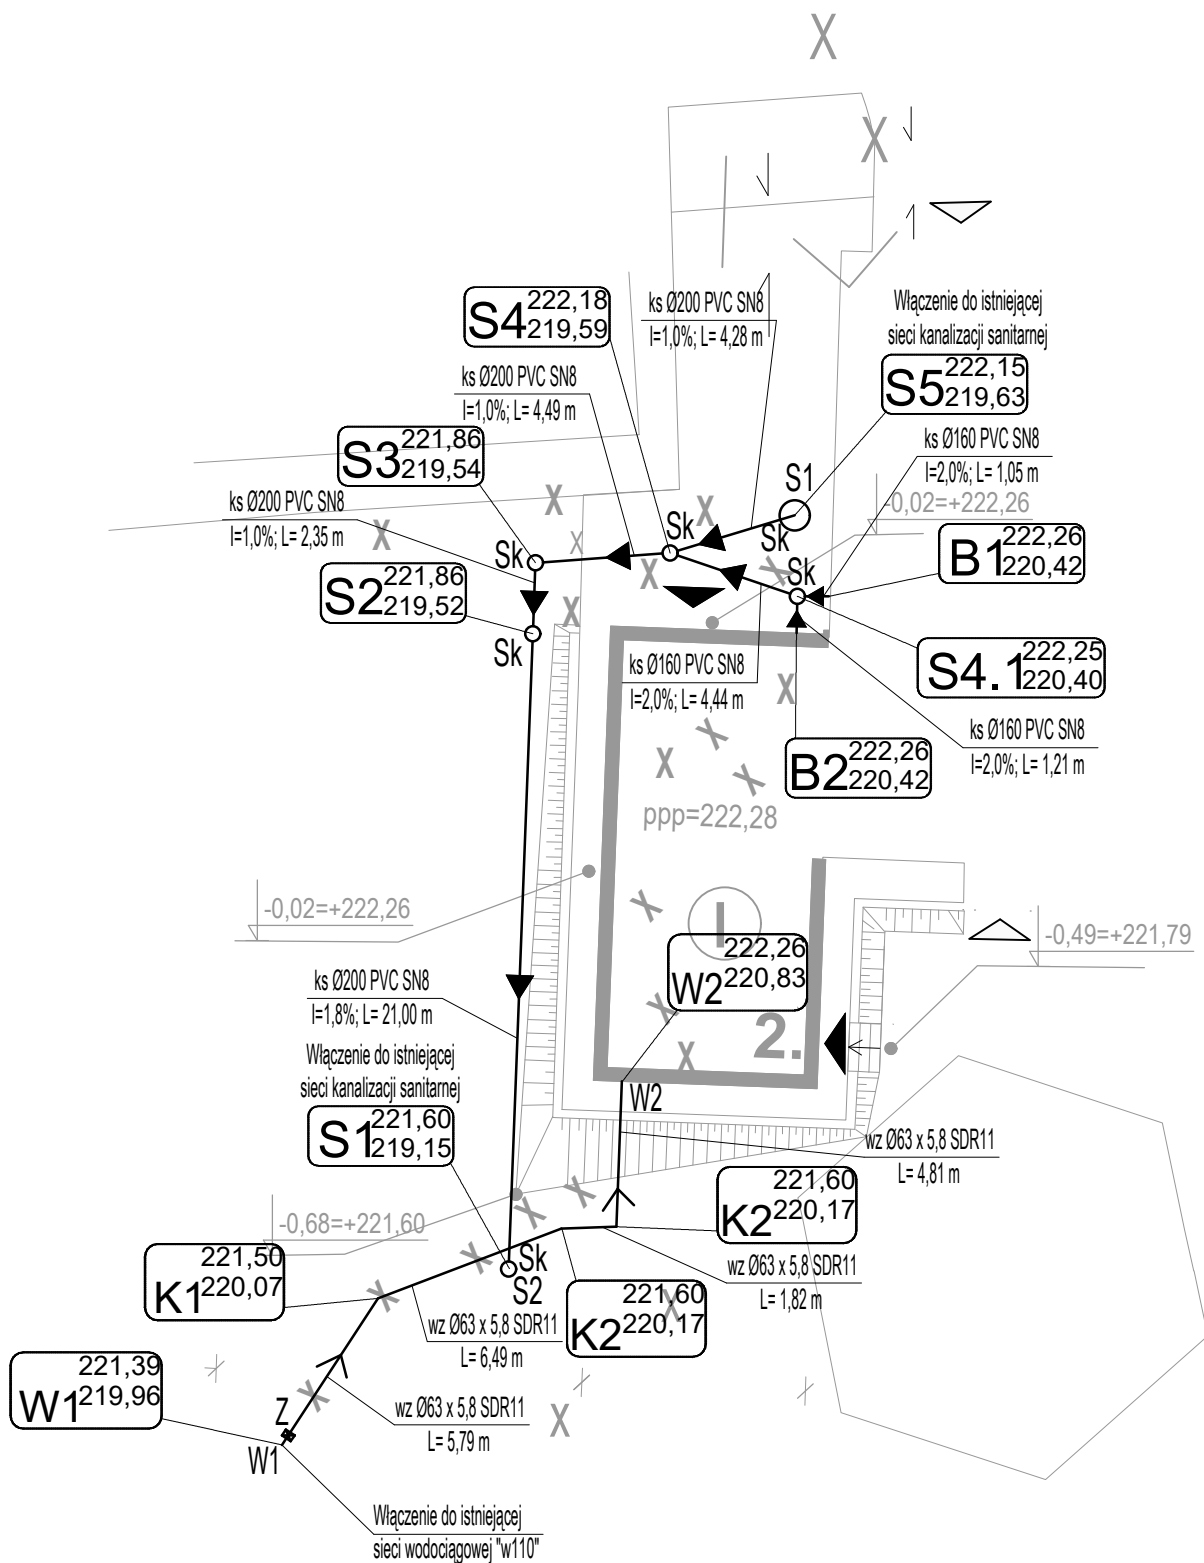 ks Ø200 PVC SN8
I=1,0%; L= 4,28 m
Włączenie do istniejącej
sieci kanalizacji sanitarnej
S4
222,18
219,59
S5
222,15
219,63
ks Ø200 PVC SN8
I=1,0%; L= 4,49 m
S3
221,86
219,54
ks Ø160 PVC SN8
I=2,0%; L= 1,05 m
-0,02=+222,26
S1
ks Ø200 PVC SN8
I=1,0%; L= 2,35 m
Sk
Sk
Sk
Sk
B1
222,26
220,42
S2
221,86
219,52
Sk
ks Ø160 PVC SN8
I=2,0%; L= 4,44 m
S4.1
222,25
220,40
ks Ø160 PVC SN8
I=2,0%; L= 1,21 m
B2
222,26
220,42
ppp=222,28
-0,02=+222,26
I
-0,49=+221,79
W2
222,26
220,83
ks Ø200 PVC SN8
I=1,8%; L= 21,00 m
2.
Włączenie do istniejącej
sieci kanalizacji sanitarnej
W2
S1
221,60
219,15
wz Ø63 x 5,8 SDR11
L= 4,81 m
K2
221,60
220,17
-0,68=+221,60
K1
221,50
220,07
Sk
S2
wz Ø63 x 5,8 SDR11
L= 1,82 m
K2
221,60
220,17
wz Ø63 x 5,8 SDR11
L= 6,49 m
W1
221,39
219,96
Z
wz Ø63 x 5,8 SDR11
L= 5,79 m
W1
Włączenie do istniejącej
sieci wodociągowej "w110"